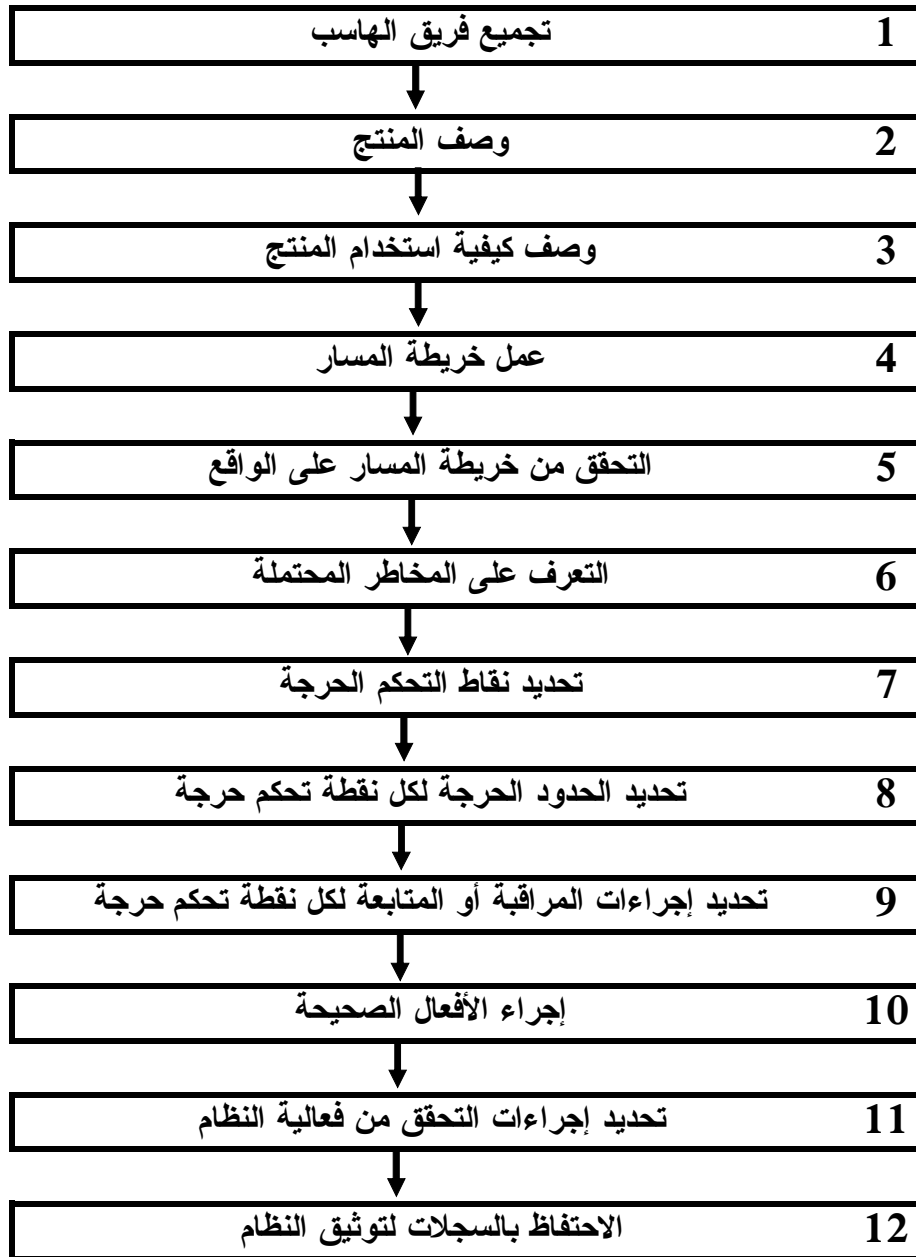 1 تجميع فريق الهاسب
2 وصف المنتج
3 وصف كيفية استخدام المنتج
4 عمل خريطة المسار
5 التحقق من خريطة المسار على الواقع
6 التعرف على المخاطر المحتملة
7 تحديد نقاط التحكم الحرجة
8 تحديد الحدود الحرجة لكل نقطة تحكم حرجة
9 تحديد إجراءات المراقبة أو المتابعة لكل نقطة تحكم حرجة
10 إجراء الأفعال الصحيحة
11 تحديد إجراءات التحقق من فعالية النظام
12 الاحتفاظ بالسجلات لتوثيق النظام